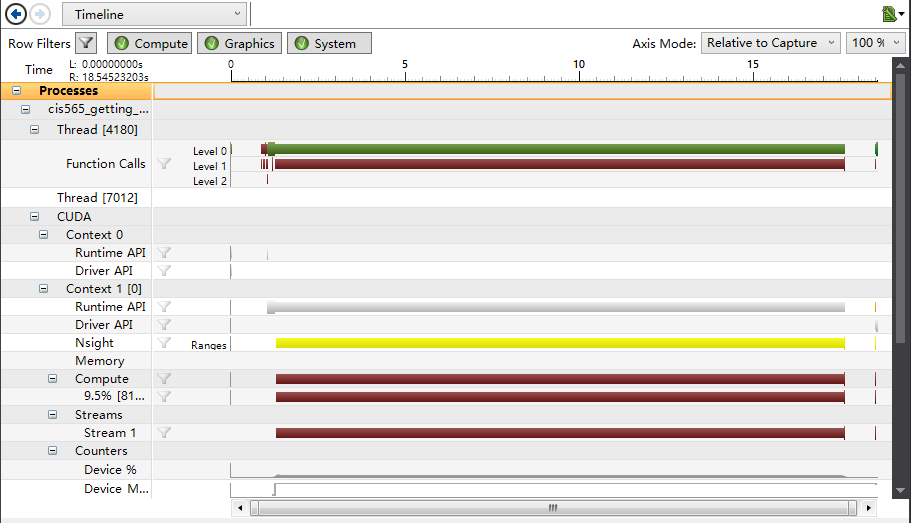 Timeline
Row Filters Compute Graphics System Axis Mode: Relative to Capture 100 %
Time L: 0.00000000s
R: 18.54523203s
0 5 10 15
Processes
cis565_getting_...
Thread [4180]
Function Calls Level 0
Level 1
Level 2
Thread [7012]
CUDA
Context 0
Runtime API
Driver API
Context 1 [0]
Runtime API
Driver API
Nsight Ranges
Memory
Compute
9.5% [81...
Streams
Stream 1
Counters
Device %
Device M...